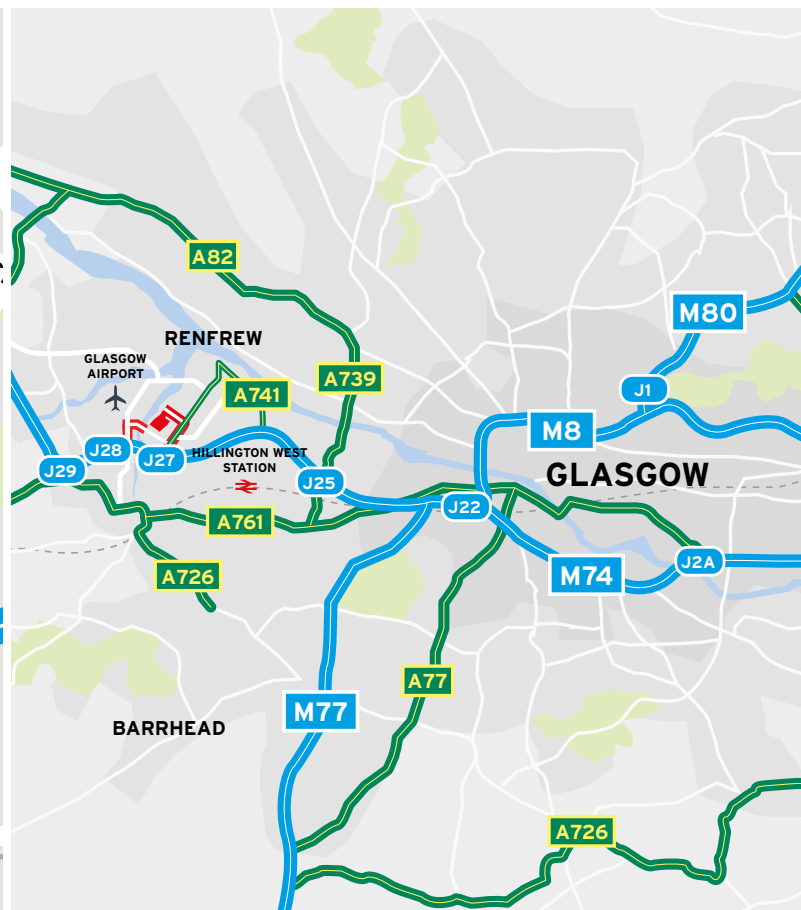 A82
M80
RENFREW
GLASGOW
AIRPORT
A739
A741
J1
M8
J28
J27
HILLINGTON WEST
STATION
J29
J25
GLASGOW
J22
A761
A726
J2A
M74
A77
M77
BARRHEAD
A726